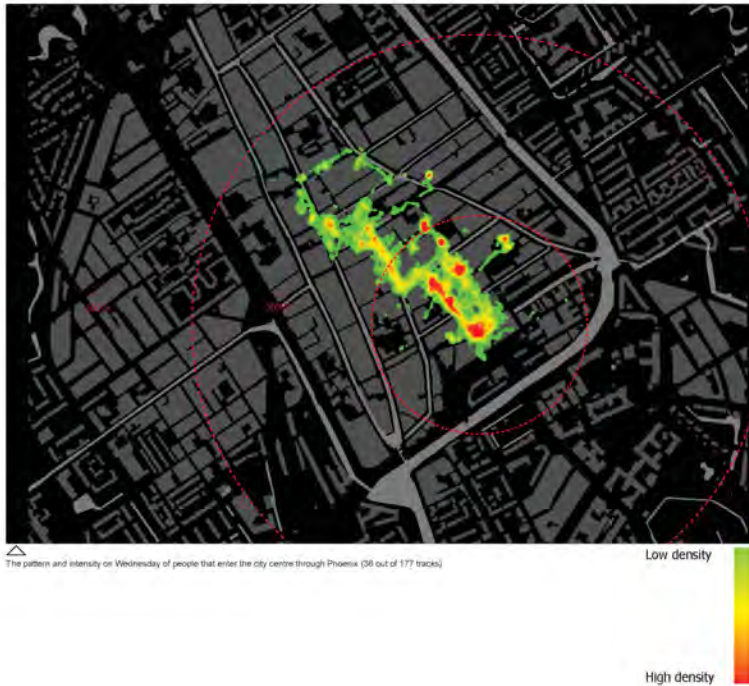 The pattern and intensity on Wednesday of people that enter the city centre through Phoenix (36 out of 177 tracks)
Low density
High density